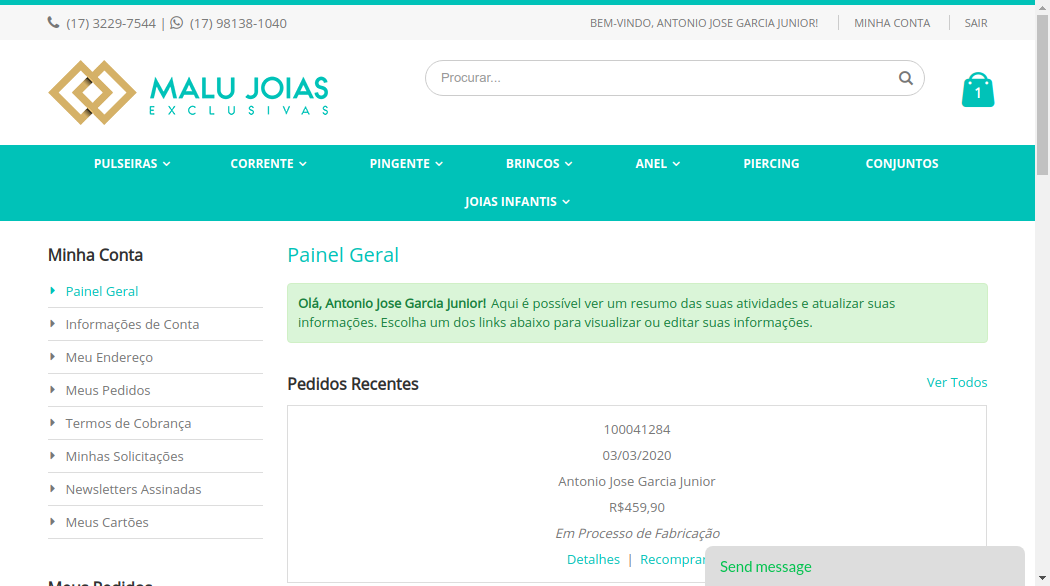 (17) 3229-7544 | (17) 98138-1040
BEM-VINDO, ANTONIO JOSE GARCIA JUNIOR!
MINHA CONTA
SAIR
MALU JOIAS
EXCLUSIVAS
Procurar...
1
PULSEIRAS
CORRENTE
PINGENTE
BRINCOS
ANEL
PIERCING
CONJUNTOS
JOIAS INFANTIS
Minha Conta
Painel Geral
Informações de Conta
Meu Endereço
Meus Pedidos
Termos de Cobrança
Minhas Solicitações
Newsletters Assinadas
Meus Cartões
Meus Pedidos
Painel Geral
Olá, Antonio Jose Garcia Junior! Aqui é possível ver um resumo das suas atividades e atualizar suas
informações. Escolha um dos links abaixo para visualizar ou editar suas informações.
Pedidos Recentes
Ver Todos
100041284
03/03/2020
Antonio Jose Garcia Junior
R$459,90
Em Processo de Fabricação
Detalhes | Recomprar
Send message